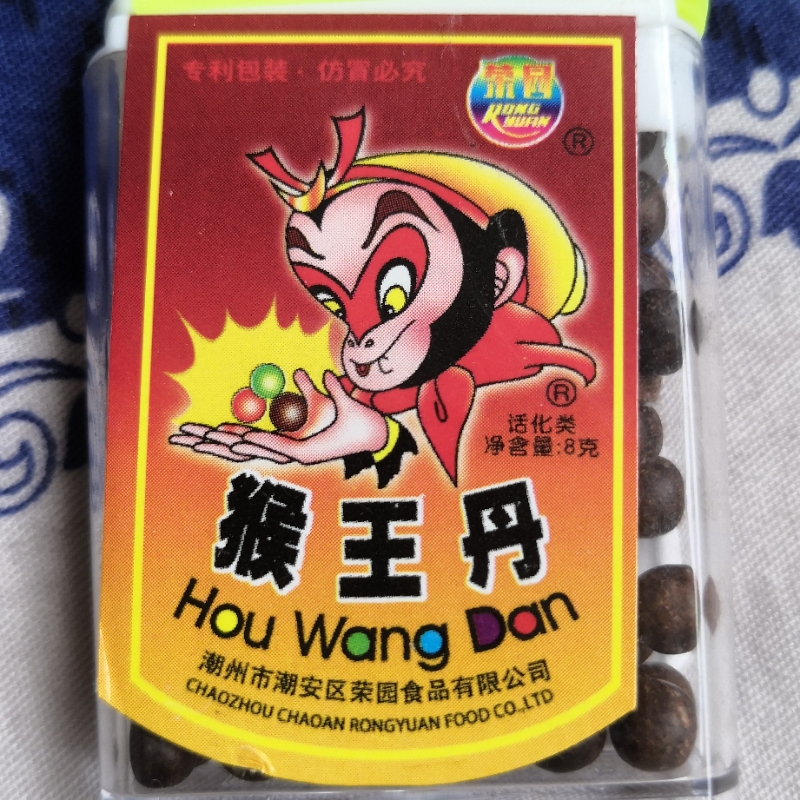 专利包装·仿冒必究
荣园
RONG
YUAN
®
®
话化类
净含量:8克
猴王丹
Hou Wang Dan
潮州市潮安区荣园食品有限公司
CHAOZHOU CHAOAN RONGYUAN FOOD CO.,LTD